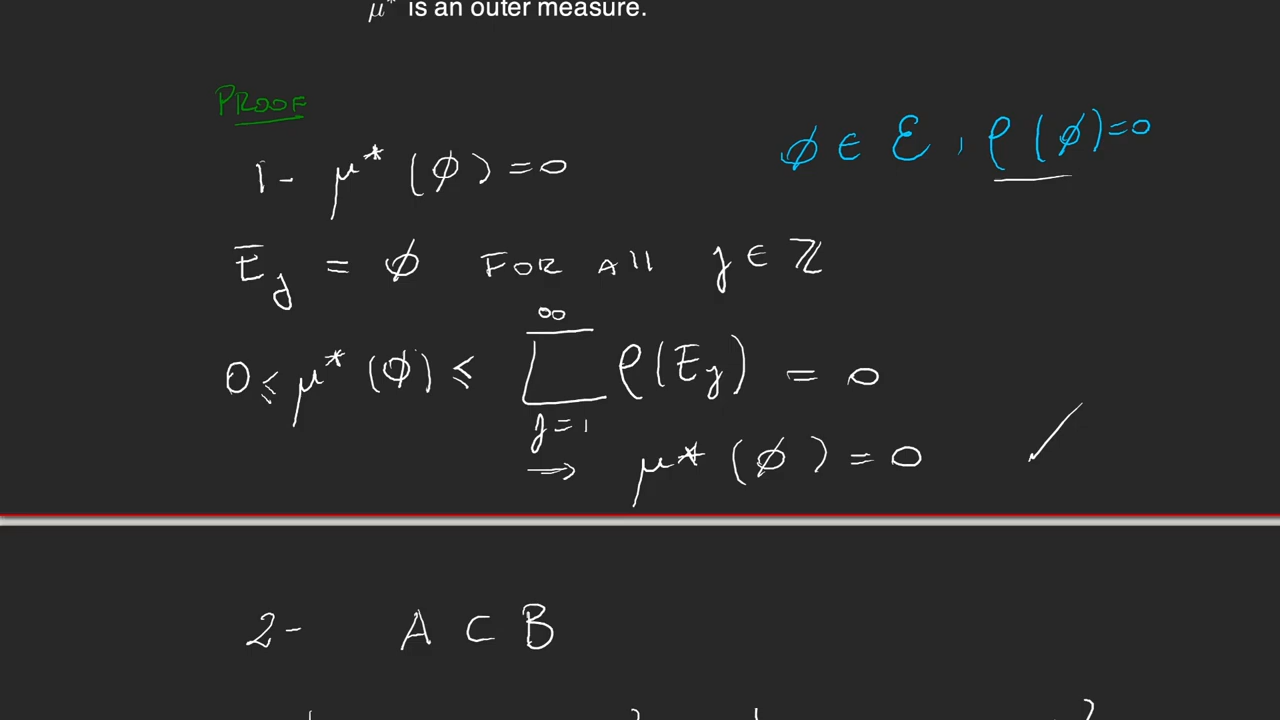 μ* is an outer measure.
PROOF
1- μ*(ϕ)=0
ϕ ∈ ℰ, ρ(ϕ)=0
E_j = ϕ FOR All j ∈ ℤ
0 ≤ μ*(ϕ) ≤ ∑_{j=1}^{∞} ρ(E_j) = 0
→ μ*(ϕ) = 0
2- A ⊂ B